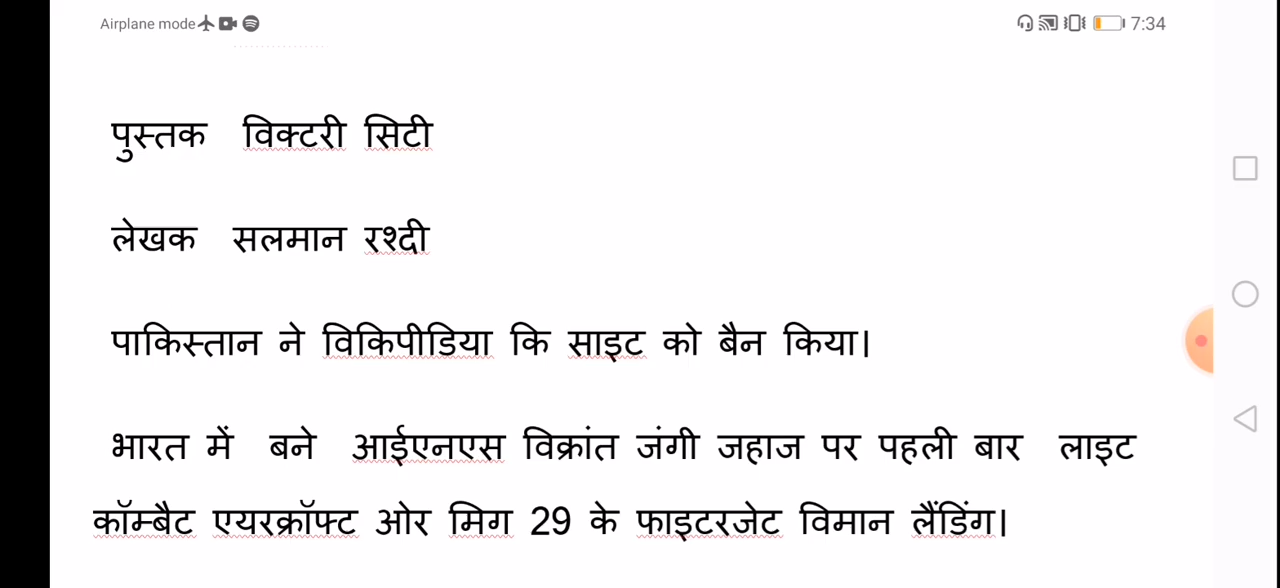 Airplane mode 7:34
पुस्तक विक्टरी सिटी
लेखक सलमान रश्दी
पाकिस्तान ने विकिपीडिया कि साइट को बैन किया।
भारत में बने आईएनएस विक्रांत जंगी जहाज पर पहली बार लाइट
कॉम्बैट एयरक्रॉफ्ट ओर मिग 29 के फाइटरजेट विमान लैंडिंग।